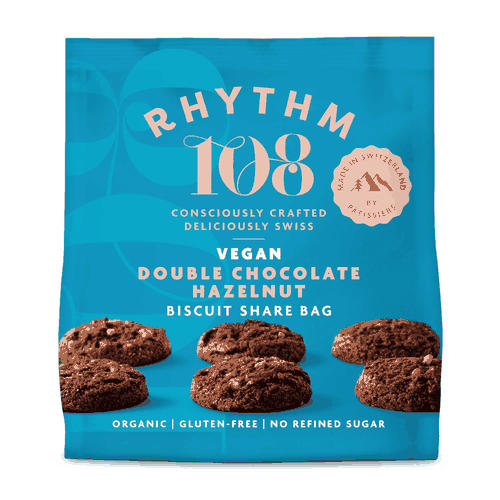 RHYTHM
108
CONSCIOUSLY CRAFTED
DELICIOUSLY SWISS
MADE IN SWITZERLAND
BY
PATISSIERS
VEGAN
DOUBLE CHOCOLATE
HAZELNUT
BISCUIT SHARE BAG
ORGANIC | GLUTEN-FREE | NO REFINED SUGAR